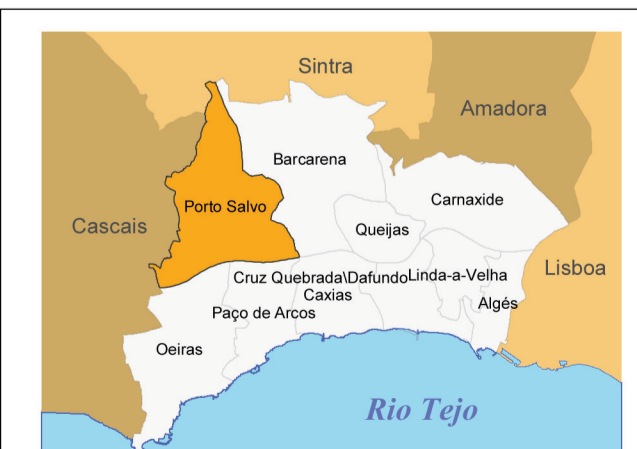 Sintra
Amadora
Barcarena
Carnaxide
Porto Salvo
Cascais
Queijas
Lisboa
Cruz Quebrada\Dafundo
Linda-a-Velha
Caxias
Algés
Paço de Arcos
Oeiras
Rio Tejo